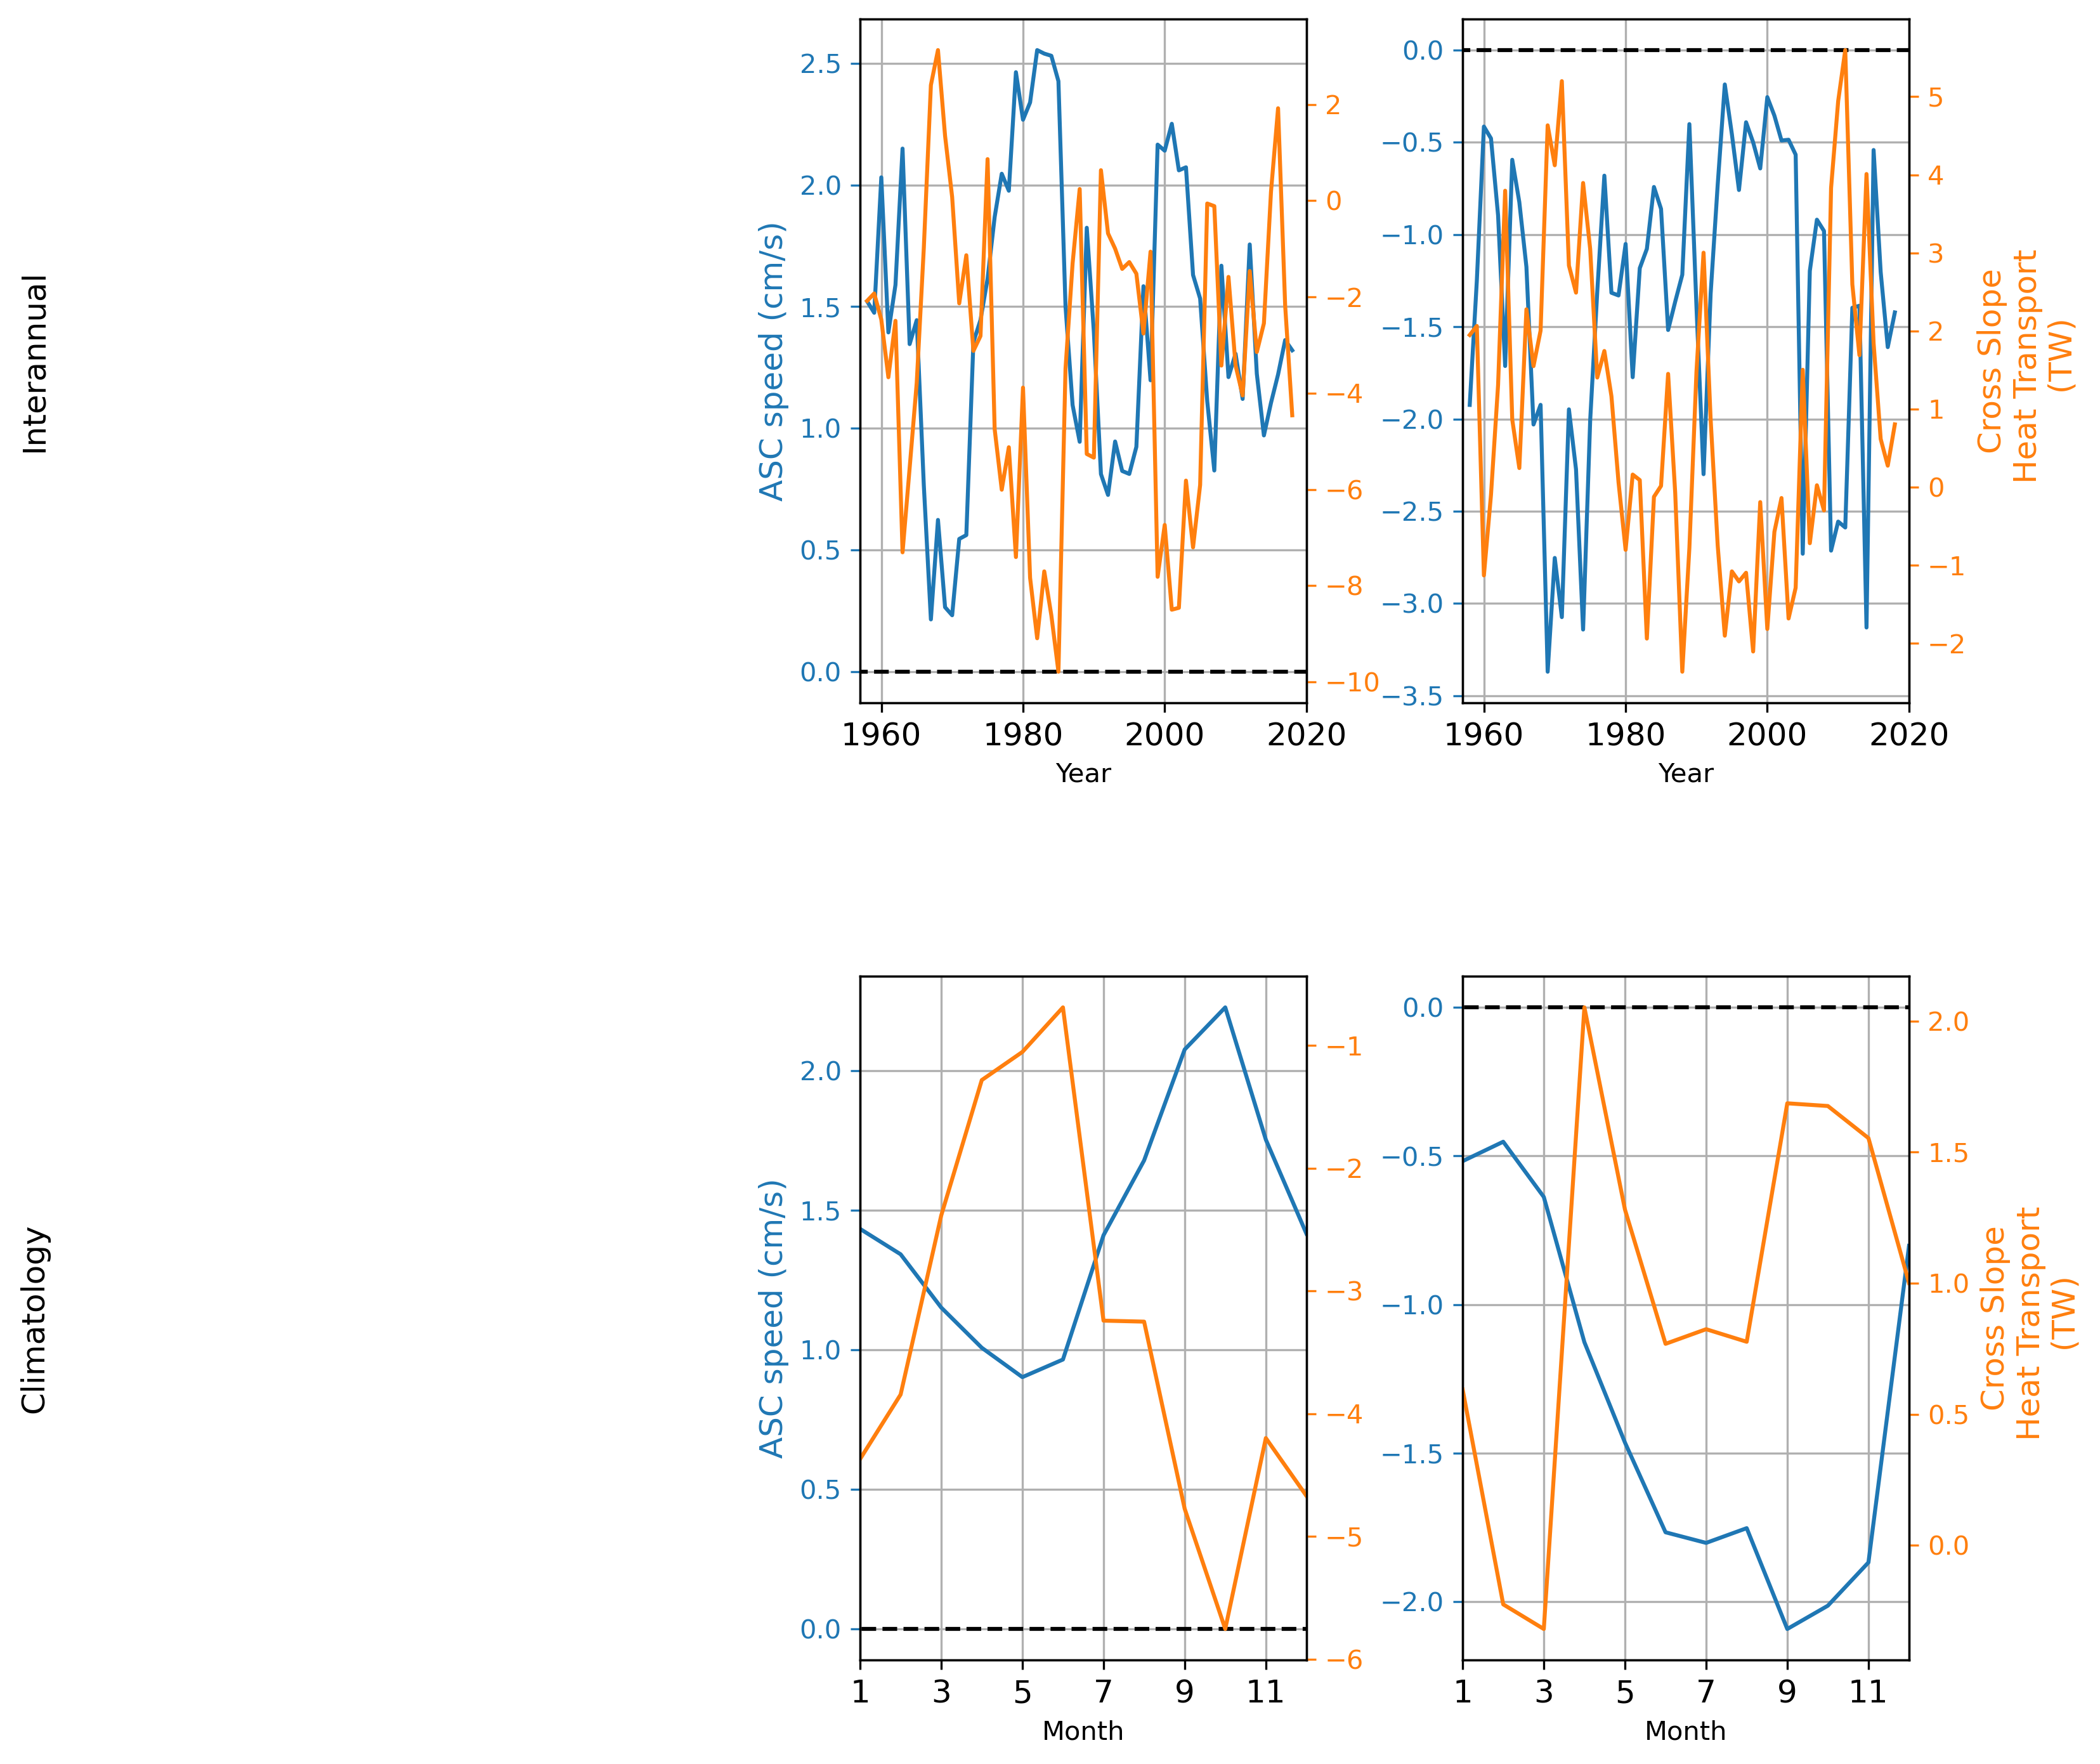 Interannual
ASC speed (cm/s)
2.5
2.0
1.5
1.0
0.5
0.0
2
0
−2
−4
−6
−8
−10
1960 1980 2000 2020
Year
0.0
−0.5
−1.0
−1.5
−2.0
−2.5
−3.0
−3.5
5
4
3
2
1
0
−1
−2
1960 1980 2000 2020
Year
Cross Slope
Heat Transport
(TW)
Climatology
ASC speed (cm/s)
2.0
1.5
1.0
0.5
0.0
−1
−2
−3
−4
−5
−6
1 3 5 7 9 11
Month
0.0
−0.5
−1.0
−1.5
−2.0
2.0
1.5
1.0
0.5
0.0
1 3 5 7 9 11
Month
Cross Slope
Heat Transport
(TW)